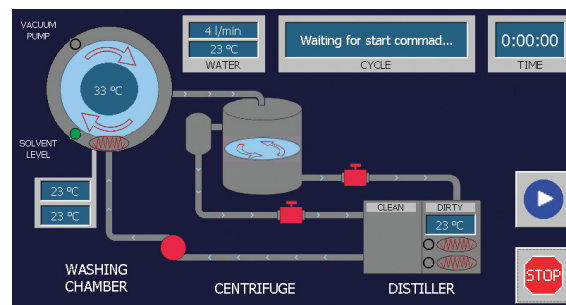 VACUUM
PUMP
4 l/min
23 ºC
WATER
Waiting for start commad...
CYCLE
0:00:00
TIME
33 ºC
SOLVENT
LEVEL
23 ºC
23 ºC
CLEAN
DIRTY
23 ºC
STOP
WASHING
CHAMBER
CENTRIFUGE
DISTILLER